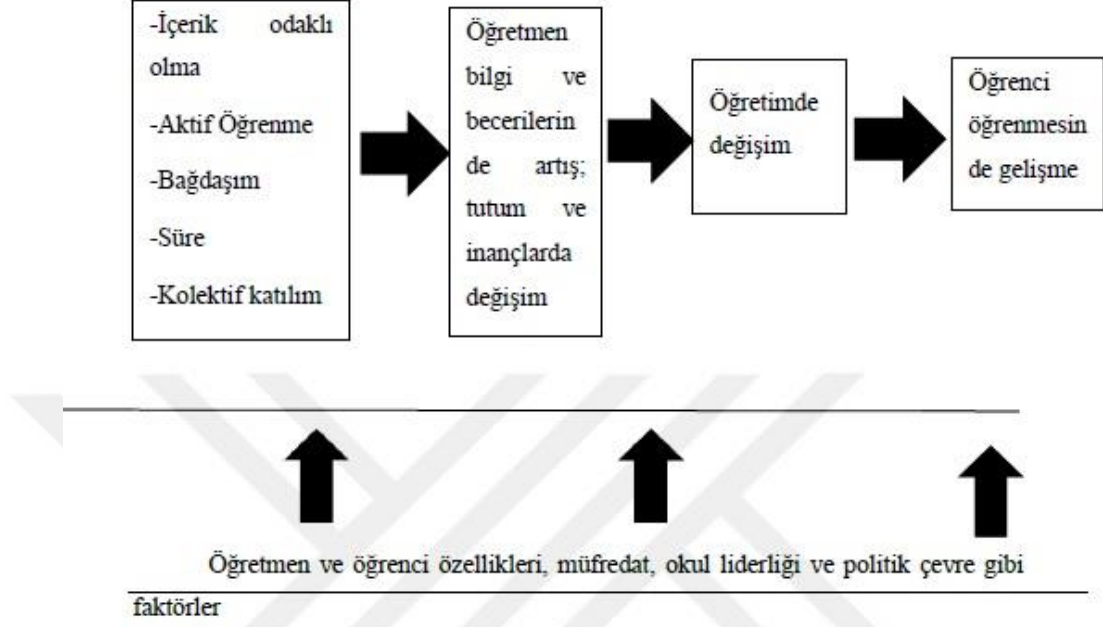 -İçerik odaklı
olma
-Aktif Öğrenme
-Bağdaşım
-Süre
-Kolektif katılım
Öğretmen
bilgi ve
becerilerin
de artış;
tutum ve
inançlarda
değişim
Öğretimde
değişim
Öğrenci
öğrenmesin
de gelişme
Öğretmen ve öğrenci özellikleri, müfredat, okul liderliği ve politik çevre gibi
faktörler